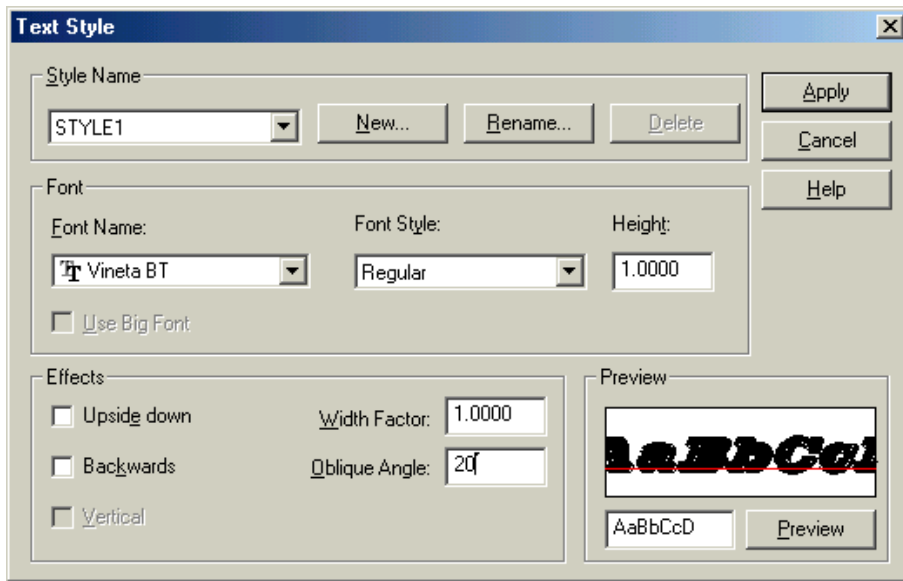 Text Style
Style Name
STYLE1
New...
Rename...
Delete
Apply
Cancel
Help
Font
Font Name:
Font Style:
Height:
Vineta BT
Regular
1.0000
Use Big Font
Effects
Upside down
Width Factor:
1.0000
Backwards
Oblique Angle:
20
Vertical
Preview
AaBbCcD
AaBbCcD
Preview